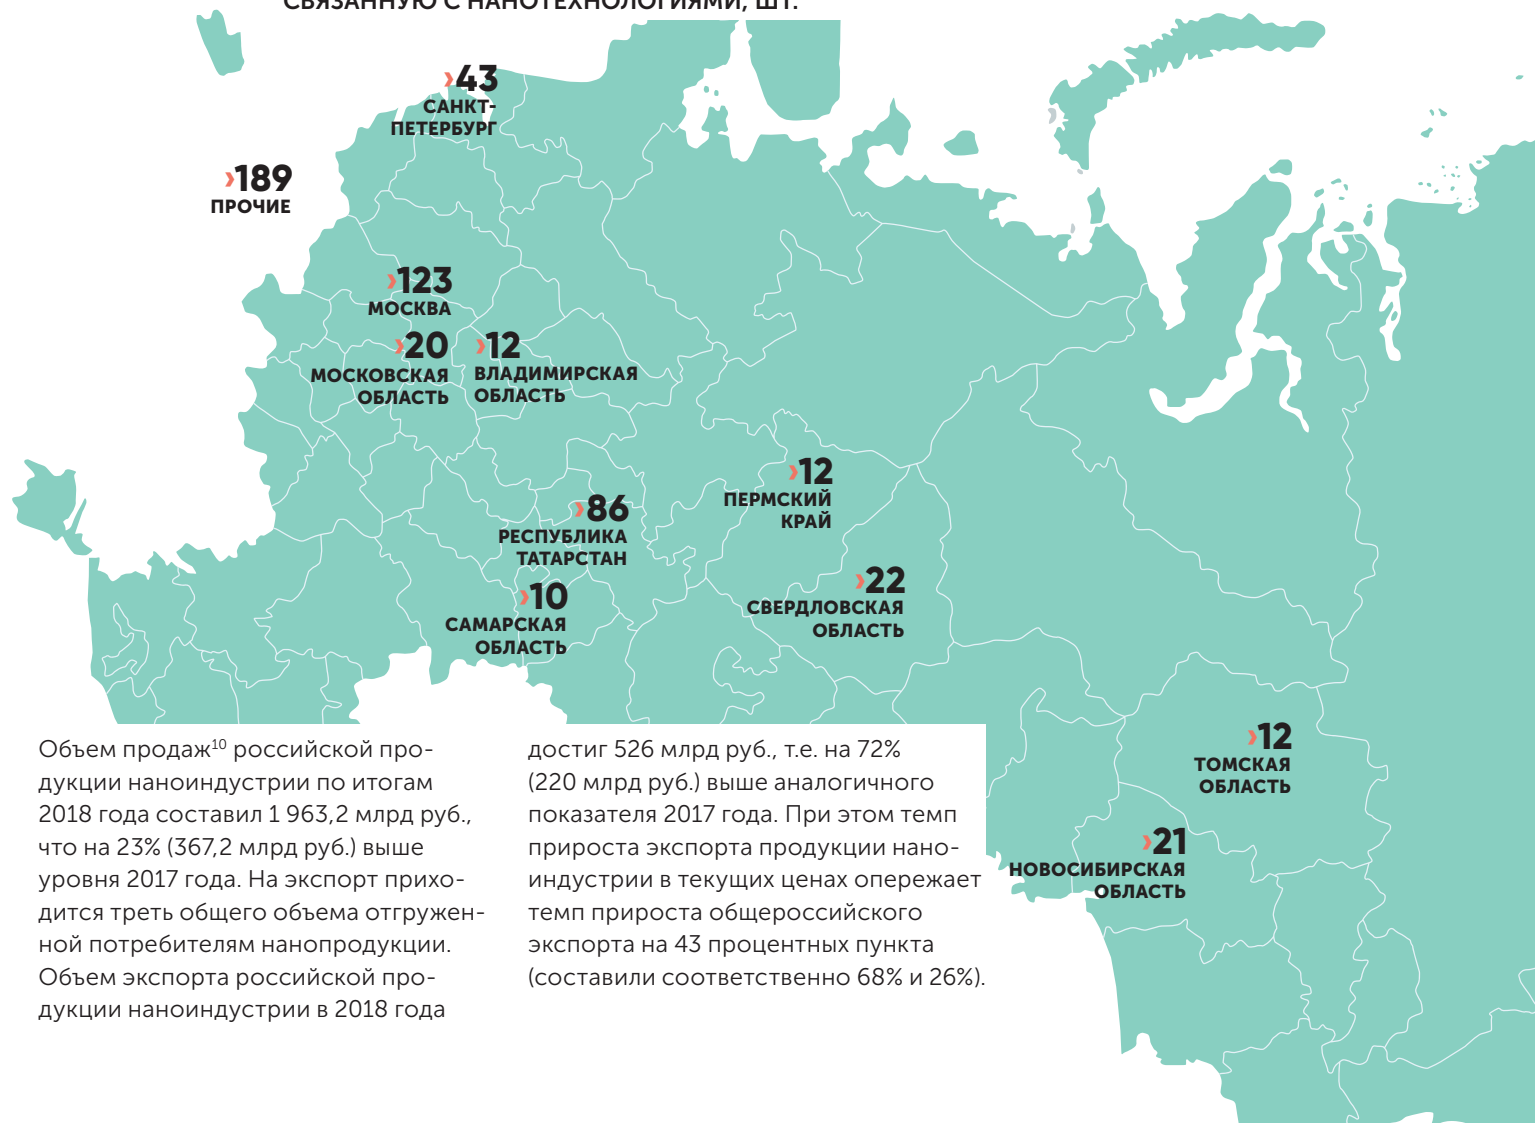 СВЯЗАННУЮ С НАНОТЕХНОЛОГИЯМИ, ШТ.
›43
САНКТ-
ПЕТЕРБУРГ
›189
ПРОЧИЕ
›123
МОСКВА
›20
МОСКОВСКАЯ
ОБЛАСТЬ
›12
ВЛАДИМИРСКАЯ
ОБЛАСТЬ
›12
ПЕРМСКИЙ
КРАЙ
›86
РЕСПУБЛИКА
ТАТАРСТАН
›22
СВЕРДЛОВСКАЯ
ОБЛАСТЬ
›10
САМАРСКАЯ
ОБЛАСТЬ
›12
ТОМСКАЯ
ОБЛАСТЬ
›21
НОВОСИБИРСКАЯ
ОБЛАСТЬ
Объем продаж¹⁰ российской про-
дукции наноиндустрии по итогам
2018 года составил 1 963,2 млрд руб.,
что на 23% (367,2 млрд руб.) выше
уровня 2017 года. На экспорт прихо-
дится треть общего объема отгружен-
ной потребителям нанопродукции.
Объем экспорта российской про-
дукции наноиндустрии в 2018 года
достиг 526 млрд руб., т.е. на 72%
(220 млрд руб.) выше аналогичного
показателя 2017 года. При этом темп
прироста экспорта продукции нано-
индустрии в текущих ценах опережает
темп прироста общероссийского
экспорта на 43 процентных пункта
(составили соответственно 68% и 26%).